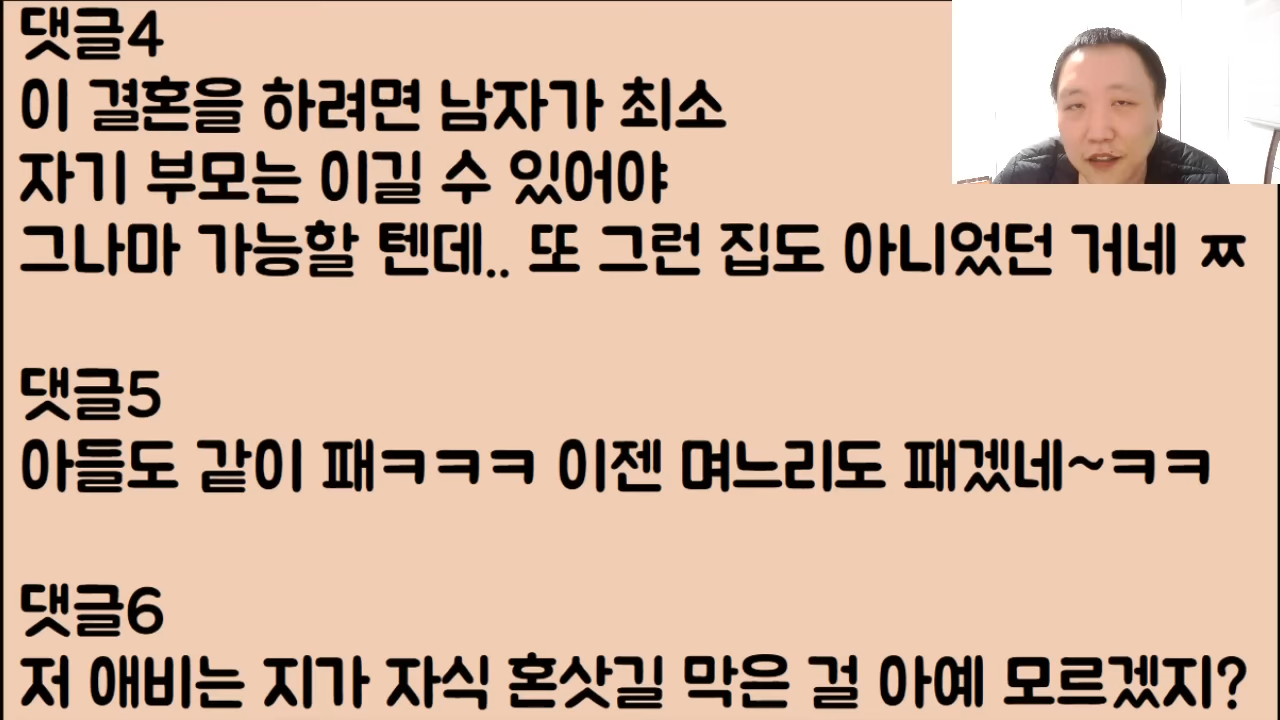 댓글4
이 결혼을 하려면 남자가 최소
자기 부모는 이길 수 있어야
그나마 가능할 텐데.. 또 그런 집도 아니었던 거네 ㅉ
댓글5
아들도 같이 패ㅋㅋㅋ 이젠 며느리도 패겠네~ㅋㅋ
댓글6
저 애비는 지가 자식 혼삿길 막은 걸 아예 모르겠지?